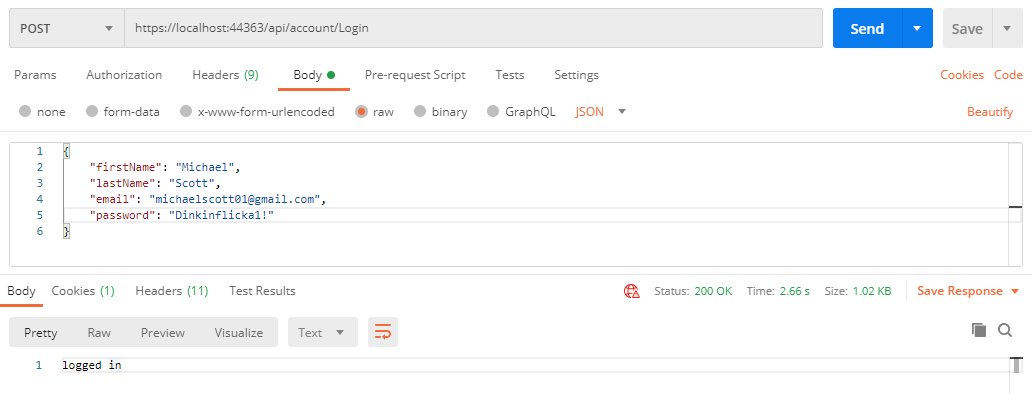 POST https://localhost:44363/api/account/Login Send Save
Params Authorization Headers (9) Body Pre-request Script Tests Settings Cookies Code
none form-data x-www-form-urlencoded raw binary GraphQL JSON Beautify
1 {
2 "firstName": "Michael",
3 "lastName": "Scott",
4 "email": "michaelscott01@gmail.com",
5 "password": "Dinkinflicka1!"
6 }
Body Cookies (1) Headers (11) Test Results Status: 200 OK Time: 2.66 s Size: 1.02 KB Save Response
Pretty Raw Preview Visualize Text
1 logged in